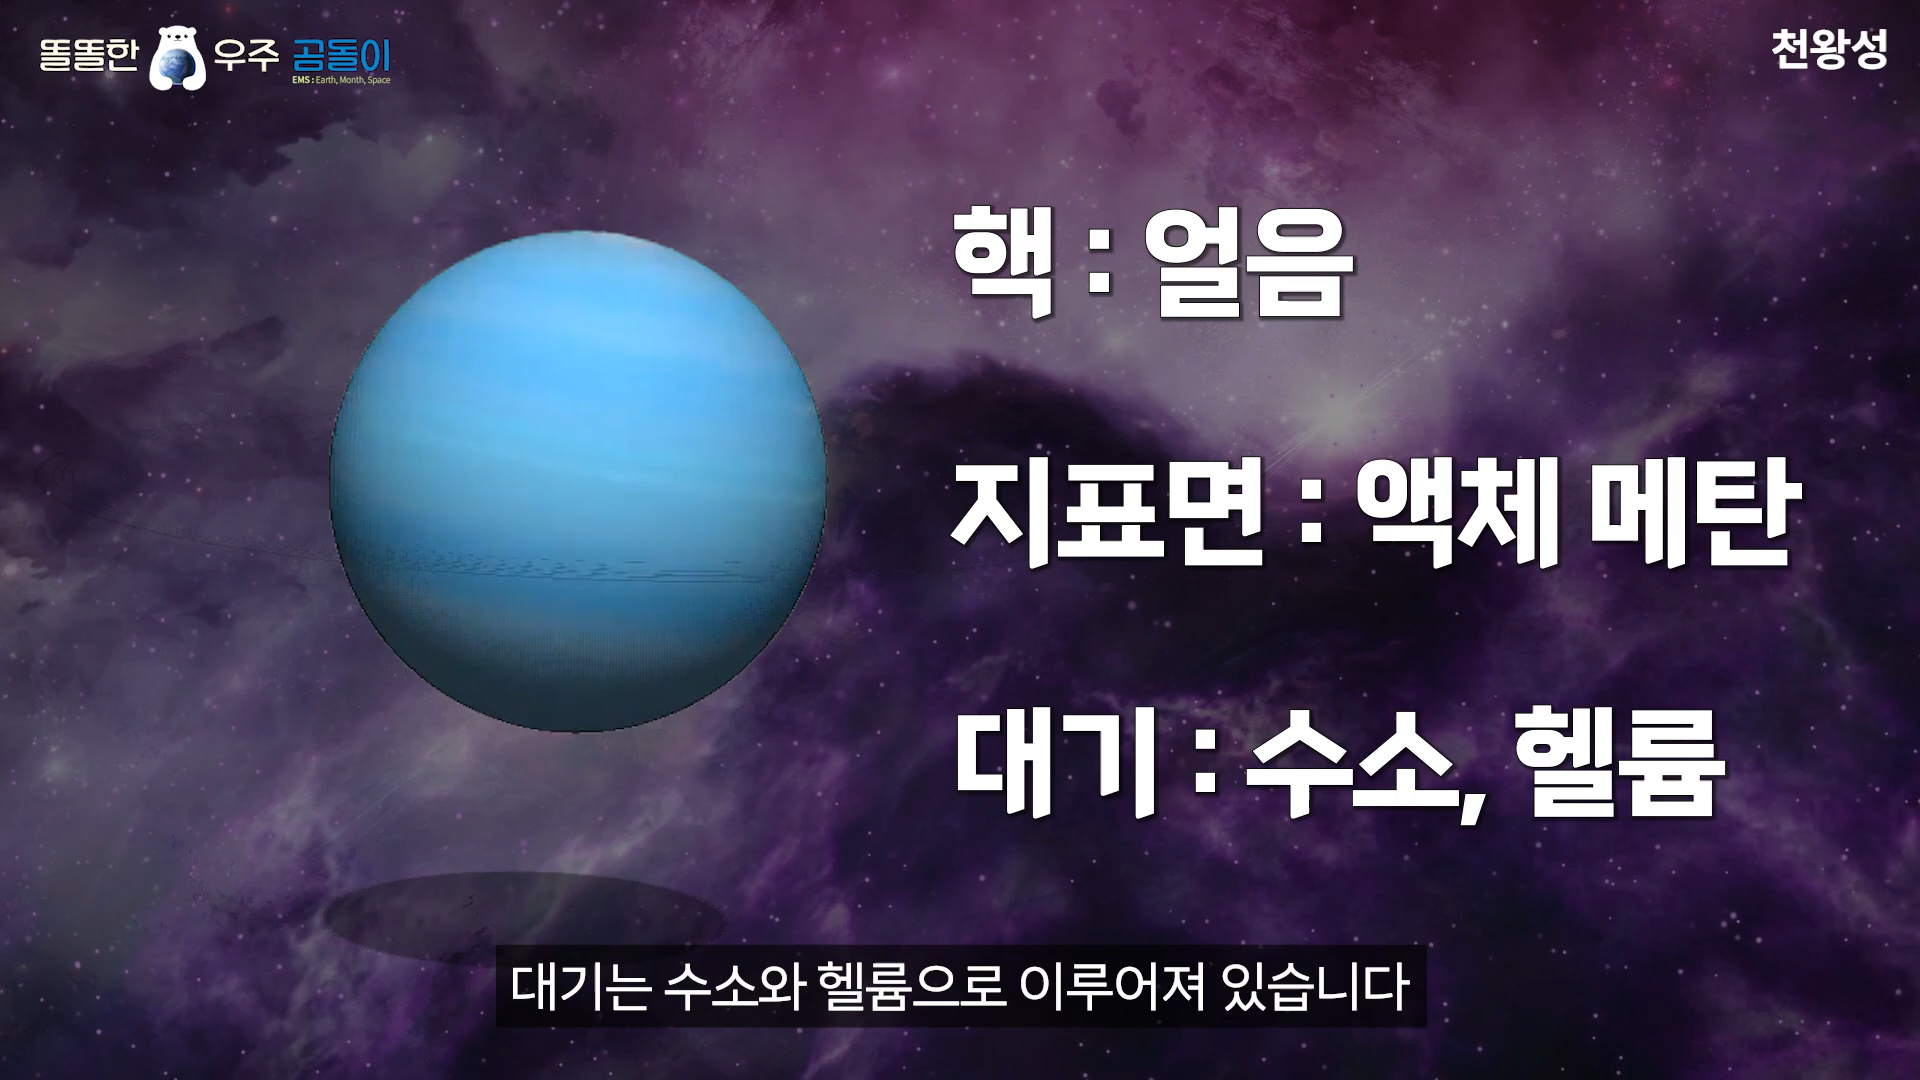 똘똘한 우주 곰돌이
EMS : Earth, Month, Space
천왕성
핵 : 얼음
지표면 : 액체 메탄
대기 : 수소, 헬륨
대기는 수소와 헬륨으로 이루어져 있습니다